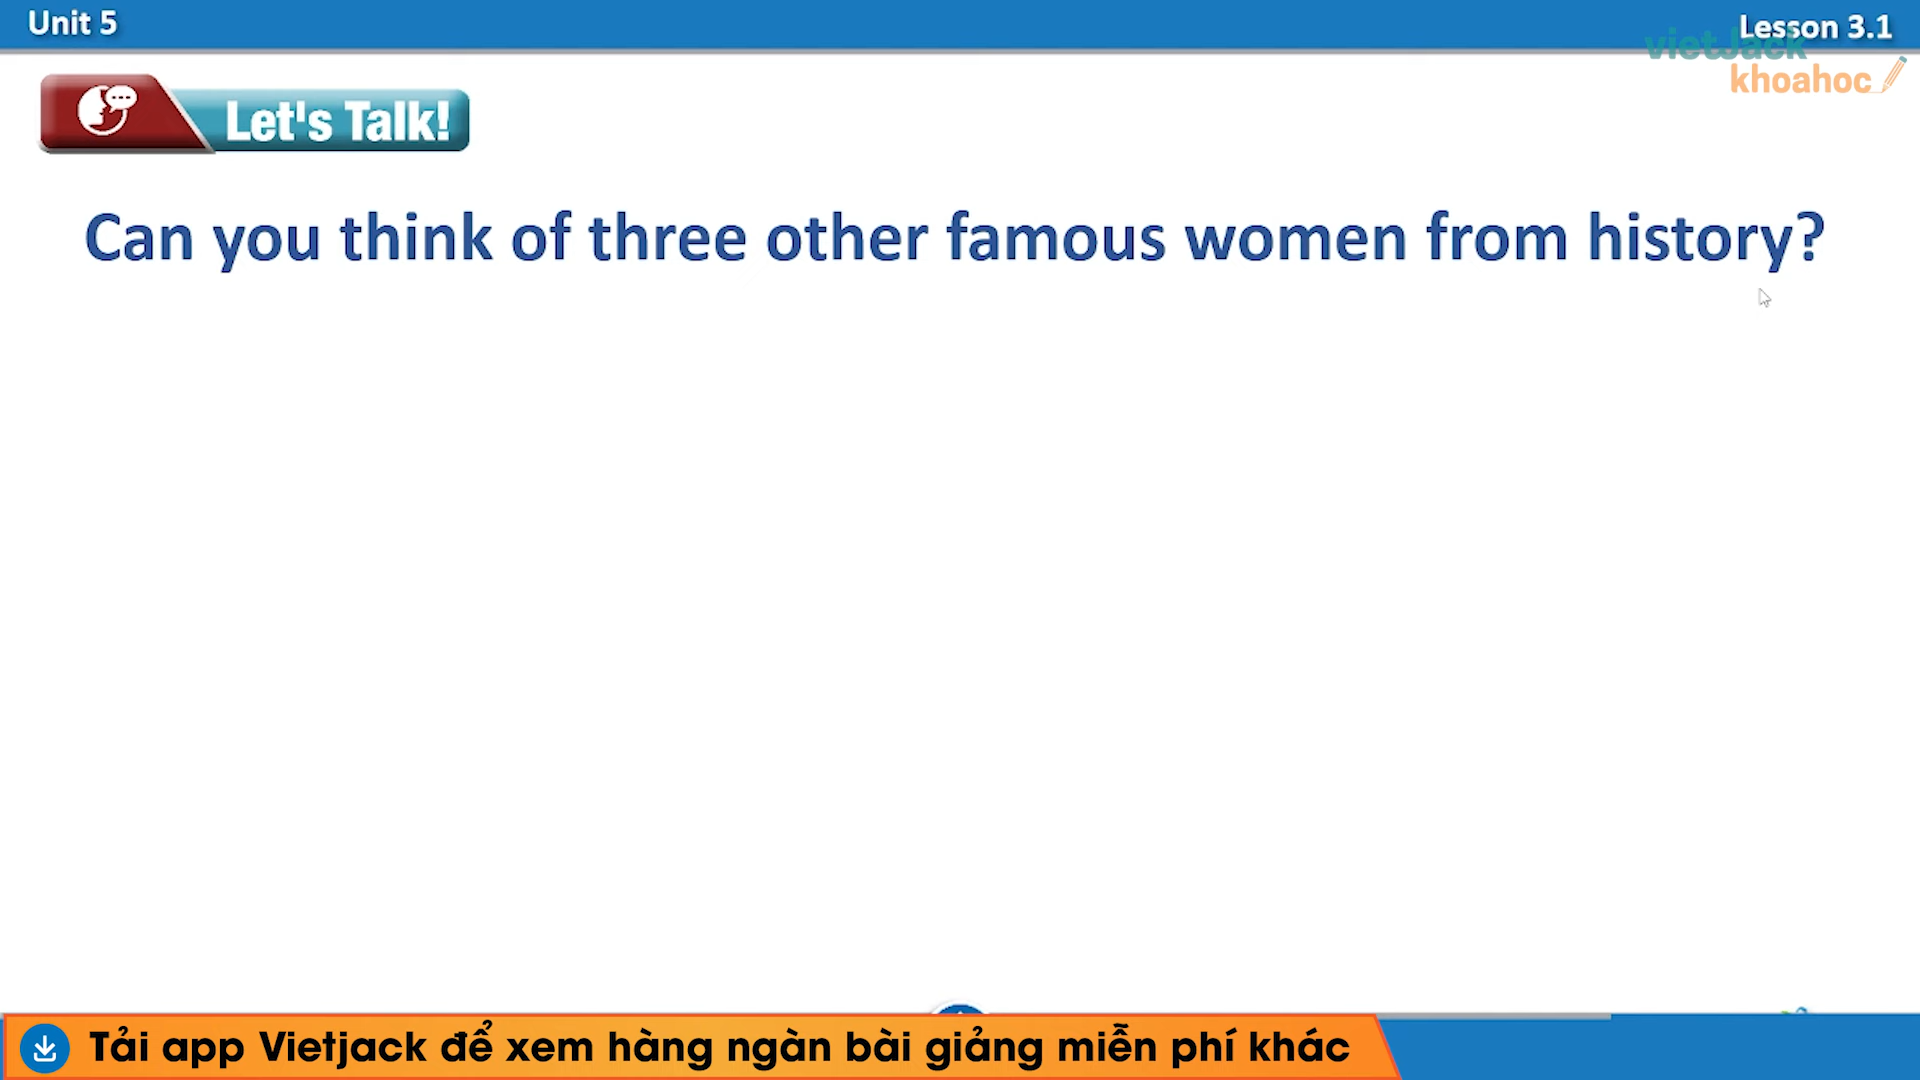 Unit 5
Lesson 3.1
vietJack
khoahoc
Let's Talk!
Can you think of three other famous women from history?
Tải app Vietjack để xem hàng ngàn bài giảng miễn phí khác